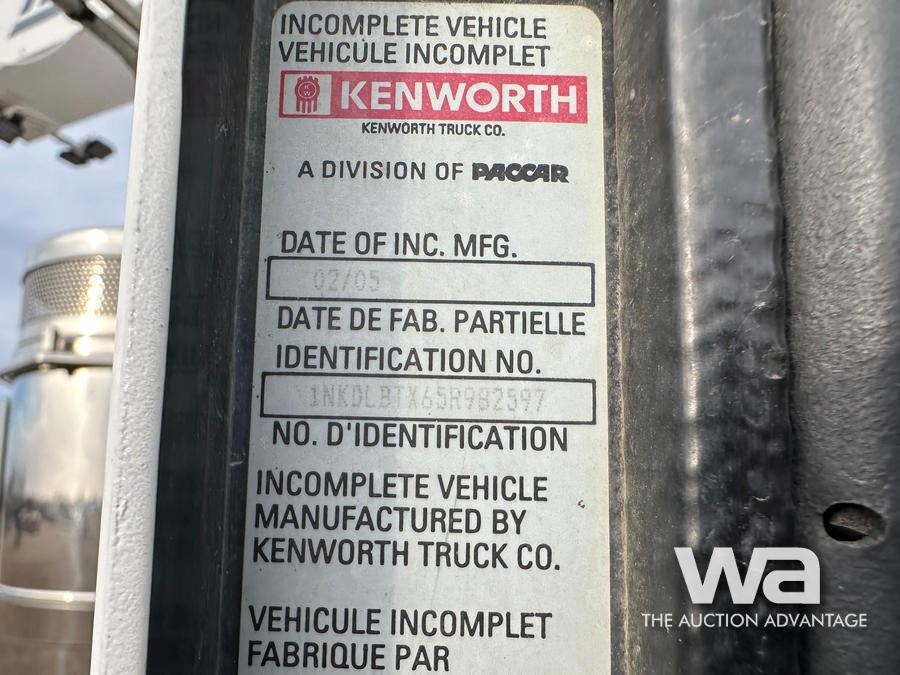 INCOMPLETE VEHICLE
VEHICULE INCOMPLET
KW KENWORTH
KENWORTH TRUCK CO.
A DIVISION OF PACCAR
DATE OF INC. MFG.
02/05
DATE DE FAB. PARTIELLE
IDENTIFICATION NO.
1NKDLBTX65R982597
NO. D'IDENTIFICATION
INCOMPLETE VEHICLE
MANUFACTURED BY
KENWORTH TRUCK CO.
VEHICULE INCOMPLET
FABRIQUE PAR
wa
THE AUCTION ADVANTAGE